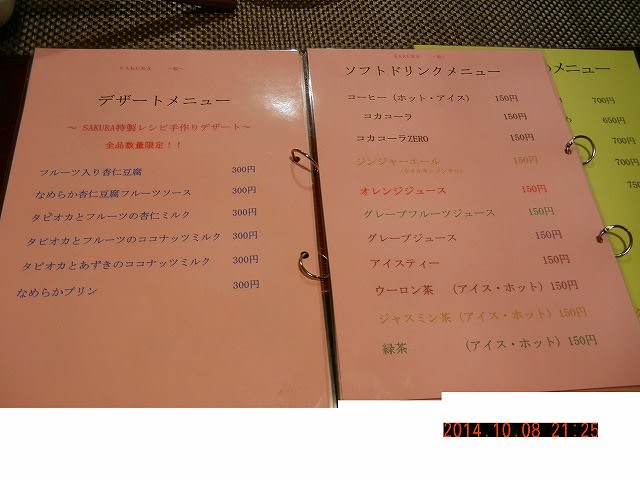 SAKURA ～桜～
デザートメニュー
～ SAKURA特製レシピ手作りデザート～
全品数量限定！！
フルーツ入り杏仁豆腐 300円
なめらか杏仁豆腐フルーツソース 300円
タピオカとフルーツの杏仁ミルク 300円
タピオカとフルーツのココナッツミルク 300円
タピオカとあずきのココナッツミルク 300円
なめらかプリン 300円
SAKURA ～桜～
ソフトドリンクメニュー
コーヒー（ホット・アイス） 150円
コカコーラ 150円
コカコーラZERO 150円
ジンジャーエール 150円
オレンジジュース 150円
グレープフルーツジュース 150円
グレープジュース 150円
アイスティー 150円
ウーロン茶 （アイス・ホット）150円
ジャスミン茶（アイス・ホット）150円
緑茶 （アイス・ホット）150円
メニュー
700円
650円
700円
700
750
2014.10.08 21:25